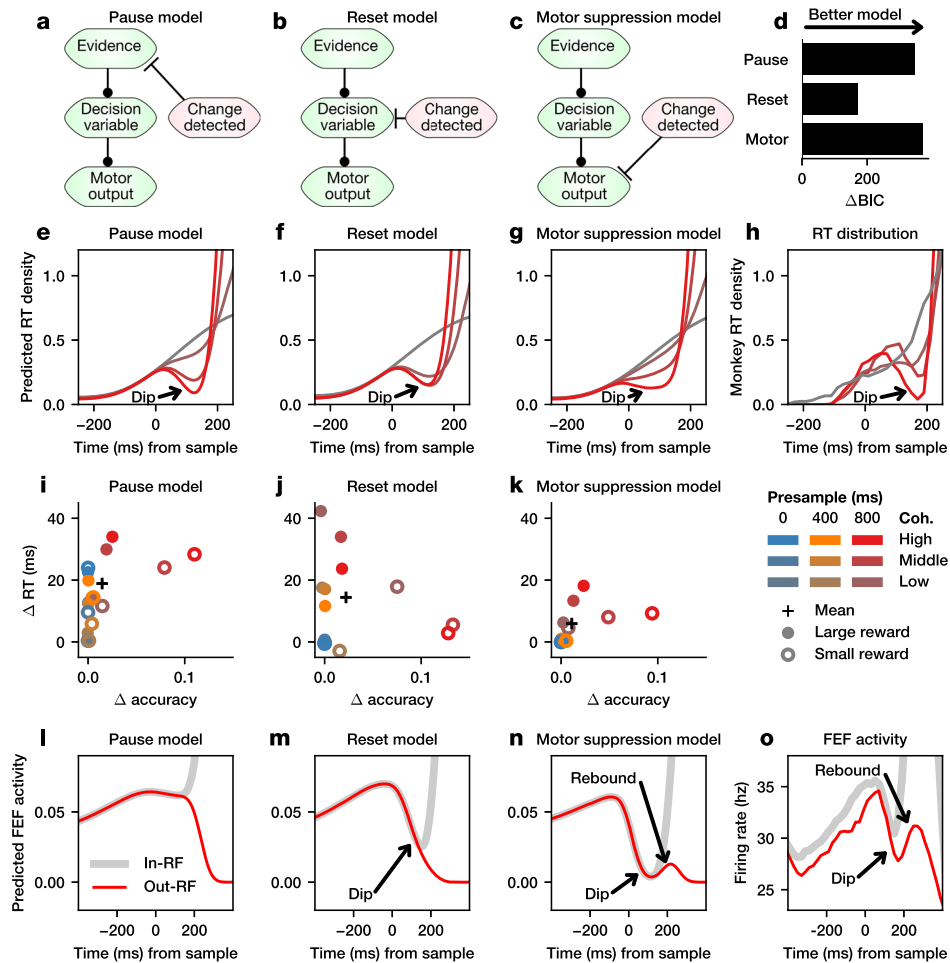 a Pause model
Evidence
Decision
variable
Change
detected
Motor
output
b Reset model
Evidence
Decision
variable
Change
detected
Motor
output
c Motor suppression model
Evidence
Decision
variable
Change
detected
Motor
output
d Better model
Pause
Reset
Motor
0 200
ΔBIC
e Pause model
Predicted RT density
1.0
0.5
0.0
Dip
−200 0 200
Time (ms) from sample
f Reset model
1.0
0.5
0.0
Dip
−200 0 200
Time (ms) from sample
g Motor suppression model
1.0
0.5
0.0
Dip
−200 0 200
Time (ms) from sample
h RT distribution
Monkey RT density
1.0
0.5
0.0
Dip
−200 0 200
Time (ms) from sample
i Pause model
Δ RT (ms)
40
20
0
0.0 0.1
Δ accuracy
j Reset model
40
20
0
0.0 0.1
Δ accuracy
k Motor suppression model
40
20
0
0.0 0.1
Δ accuracy
Presample (ms)
0 400 800 Coh.
High
Middle
Low
Mean
Large reward
Small reward
l Pause model
Predicted FEF activity
0.05
0.00
In-RF
Out-RF
-200 0 200
Time (ms) from sample
m Reset model
0.05
0.00
Dip
-200 0 200
Time (ms) from sample
n Motor suppression model
Rebound
0.05
0.00
Dip
-200 0 200
Time (ms) from sample
o FEF activity
Firing rate (hz)
35
30
25
Rebound
Dip
-200 0 200
Time (ms) from sample